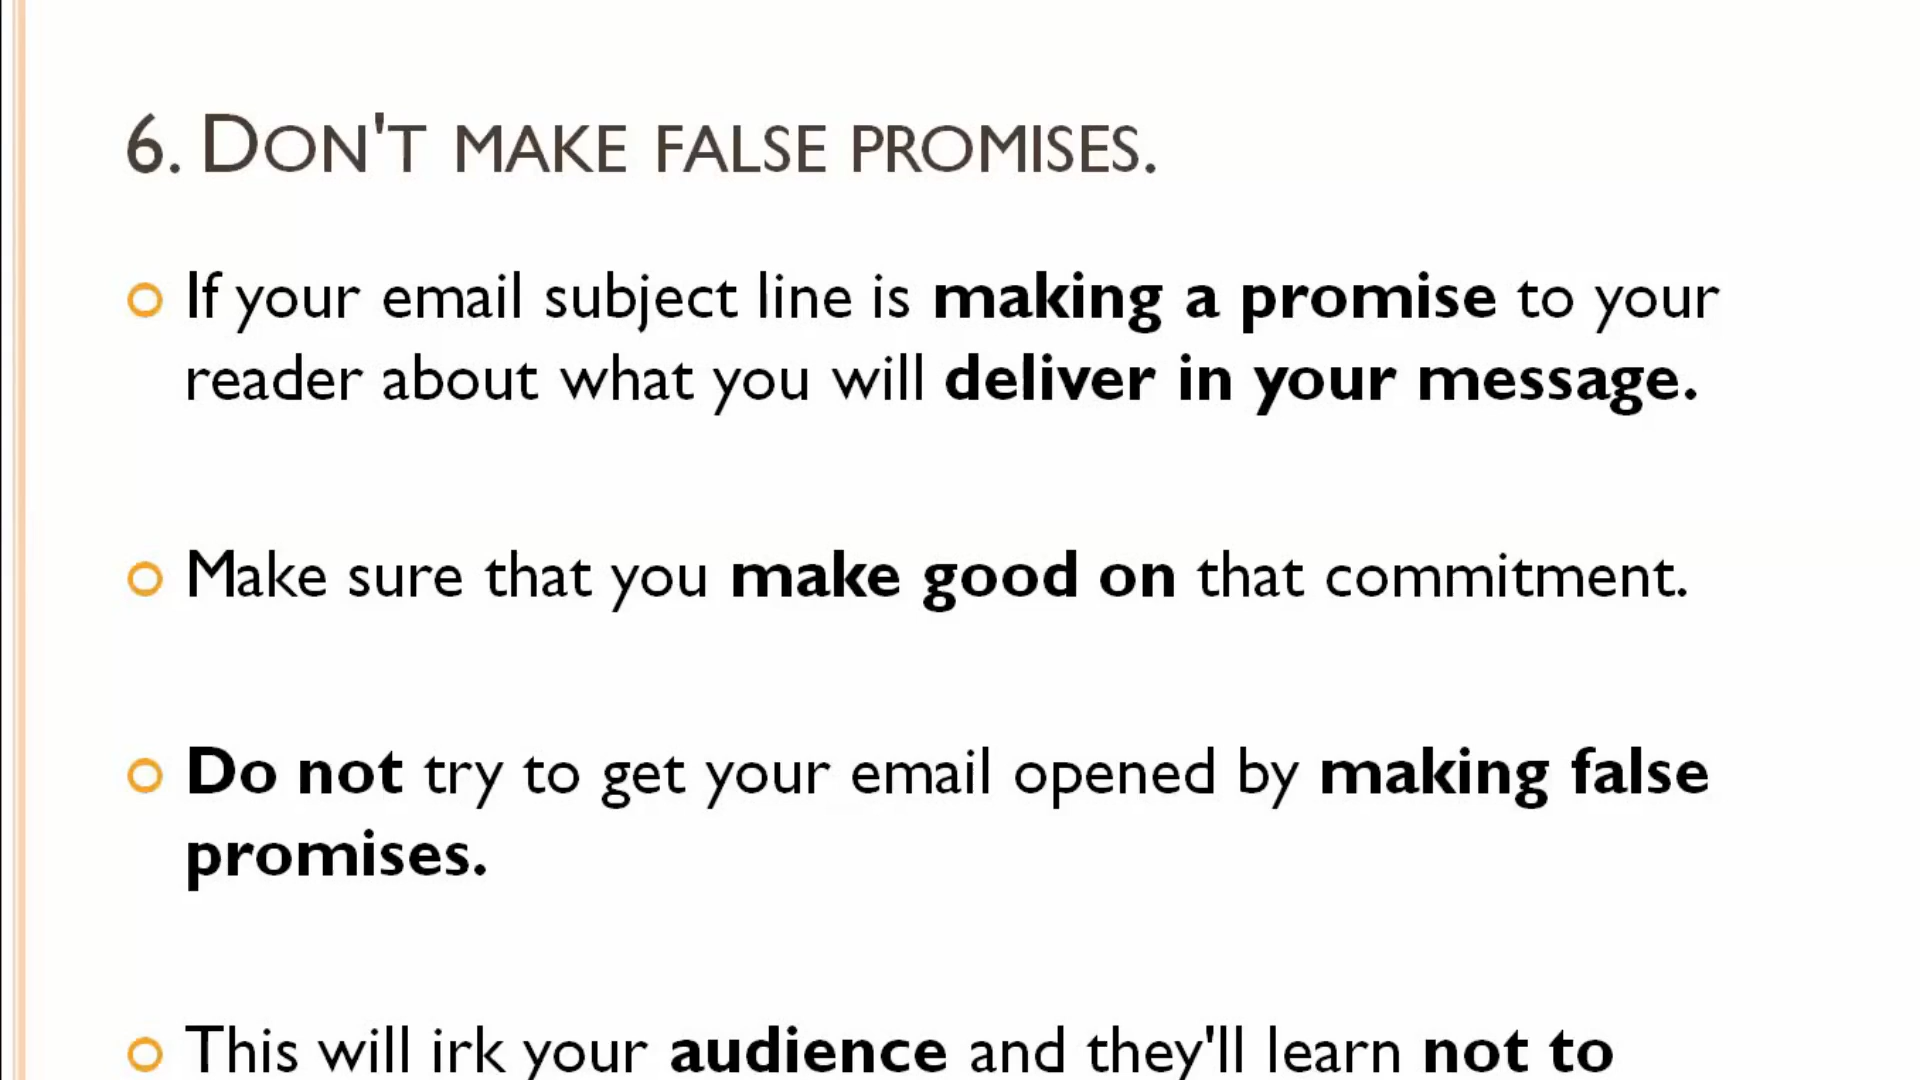 6. DON'T MAKE FALSE PROMISES.
If your email subject line is making a promise to your
reader about what you will deliver in your message.
Make sure that you make good on that commitment.
Do not try to get your email opened by making false
promises.
This will irk your audience and they'll learn not to